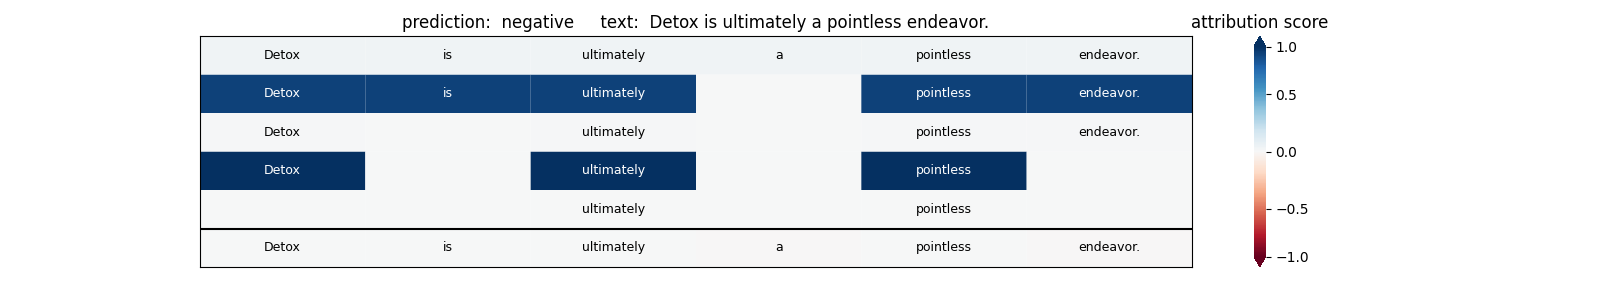 prediction:  negative     text:  Detox is ultimately a pointless endeavor.
attribution score
Detox is ultimately a pointless endeavor.
Detox is ultimately pointless endeavor.
Detox ultimately pointless endeavor.
Detox ultimately pointless
ultimately pointless
Detox is ultimately a pointless endeavor.
1.0
0.5
0.0
−0.5
−1.0